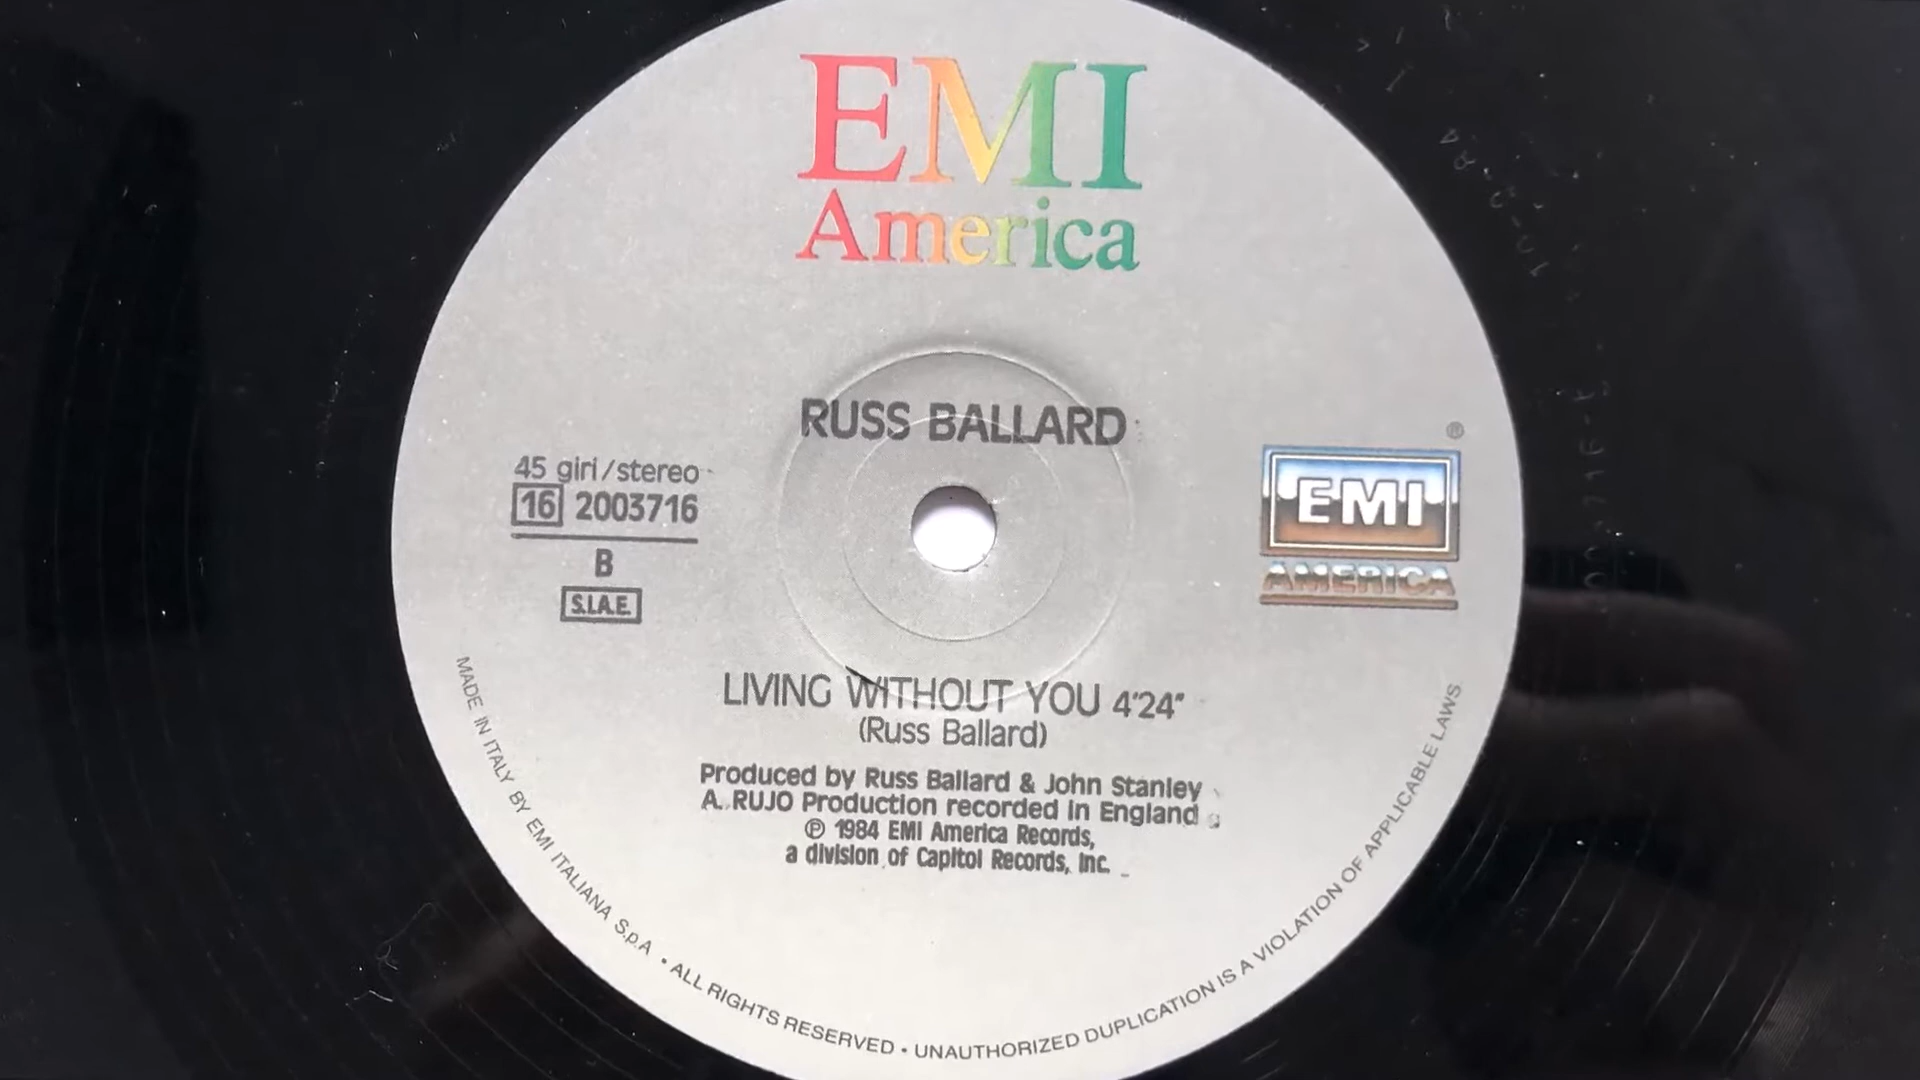 EMI
America
RUSS BALLARD
45 giri/stereo
16 2003716
B
S.I.A.E.
®
EMI
AMERICA
LIVING WITHOUT YOU 4'24"
(Russ Ballard)
Produced by Russ Ballard & John Stanley
A. RUJO Production recorded in England
℗ 1984 EMI America Records,
a division of Capitol Records, Inc.
MADE IN ITALY BY EMI ITALIANA S.p.A • ALL RIGHTS RESERVED • UNAUTHORIZED DUPLICATION IS A VIOLATION OF APPLICABLE LAWS